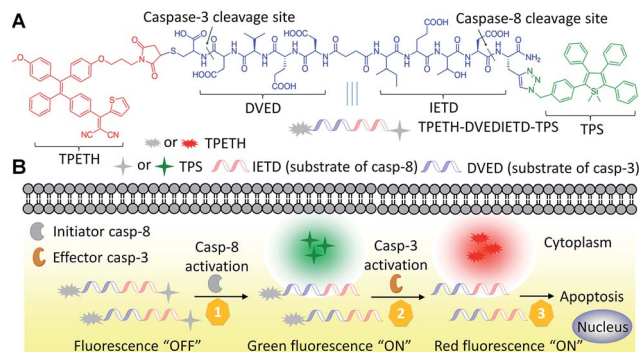 A
Caspase-3 cleavage site
Caspase-8 cleavage site
DVED
IETD
TPETH
TPETH-DVEDIETD-TPS
TPS
or TPETH
B
or TPS IETD (substrate of casp-8) DVED (substrate of casp-3)
Initiator casp-8
Effector casp-3
Casp-8
activation
Casp-3
activation
Cytoplasm
1
2
3
Apoptosis
Nucleus
Fluorescence "OFF"
Green fluorescence "ON"
Red fluorescence "ON"